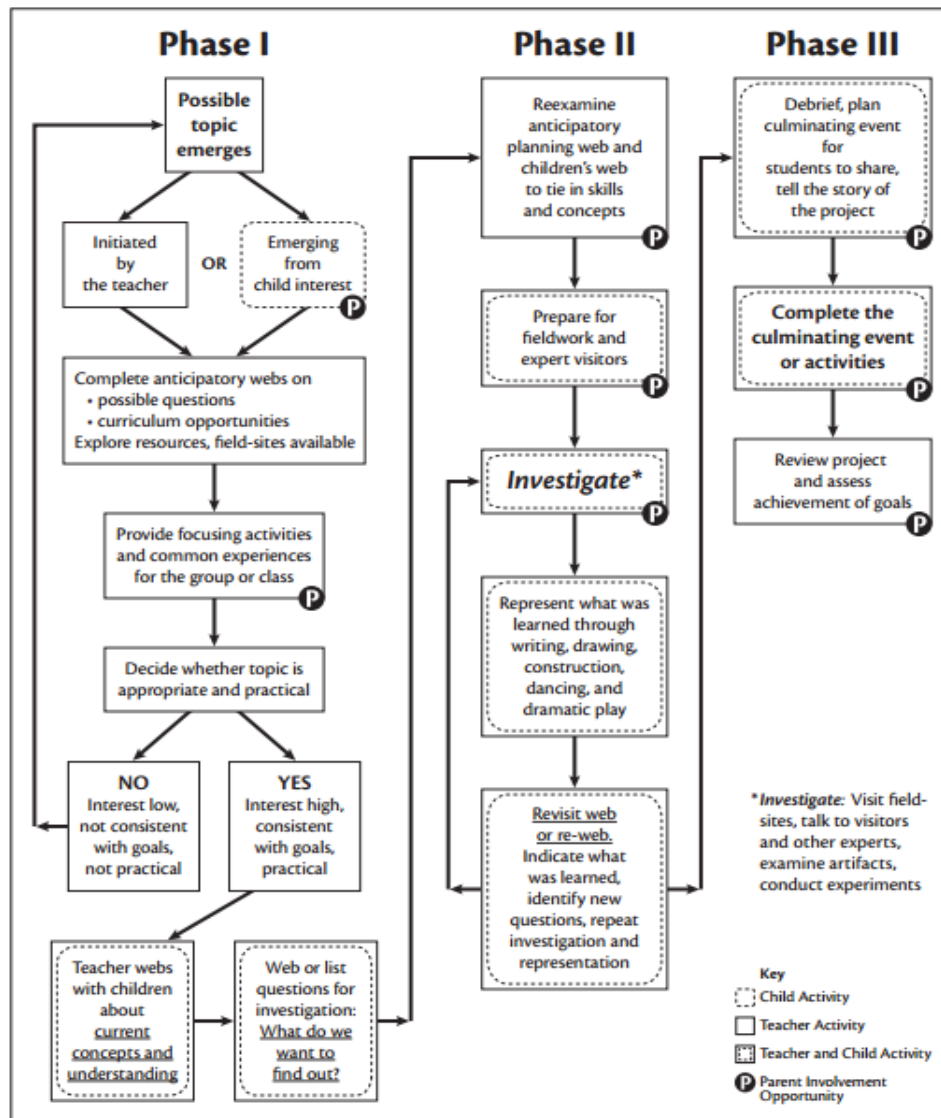 Phase I
Possible
topic
emerges
Initiated
by
the teacher
OR
Emerging
from
child interest
P
Complete anticipatory webs on
• possible questions
• curriculum opportunities
Explore resources, field-sites available
Provide focusing activities
and common experiences
for the group or class
P
Decide whether topic is
appropriate and practical
NO
Interest low,
not consistent
with goals,
not practical
YES
Interest high,
consistent
with goals,
practical
Teacher webs
with children
about
current
concepts and
understanding
Web or list
questions for
investigation:
What do we
want to
find out?
Phase II
Reexamine
anticipatory
planning web and
children's web
to tie in skills
and concepts
P
Prepare for
fieldwork and
expert visitors
P
Investigate*
P
Represent what was
learned through
writing, drawing,
construction,
dancing, and
dramatic play
Revisit web
or re-web.
Indicate what
was learned,
identify new
questions, repeat
investigation and
representation
Phase III
Debrief, plan
culminating event
for
students to share,
tell the story of
the project
P
Complete the
culminating event
or activities
P
Review project
and assess
achievement of goals
P
*Investigate: Visit field-
sites, talk to visitors
and other experts,
examine artifacts,
conduct experiments
Key
Child Activity
Teacher Activity
Teacher and Child Activity
P Parent Involvement
Opportunity